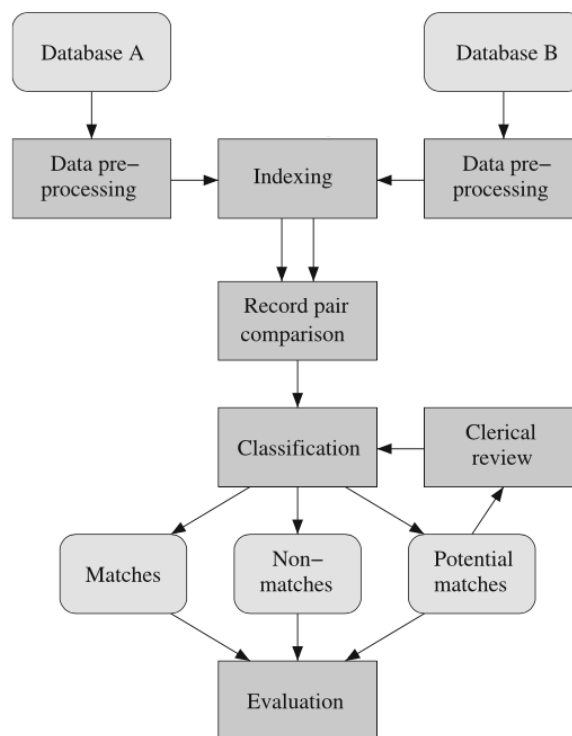 Database A
Database B
Data pre-
processing
Indexing
Data pre-
processing
Record pair
comparison
Classification
Clerical
review
Matches
Non-
matches
Potential
matches
Evaluation